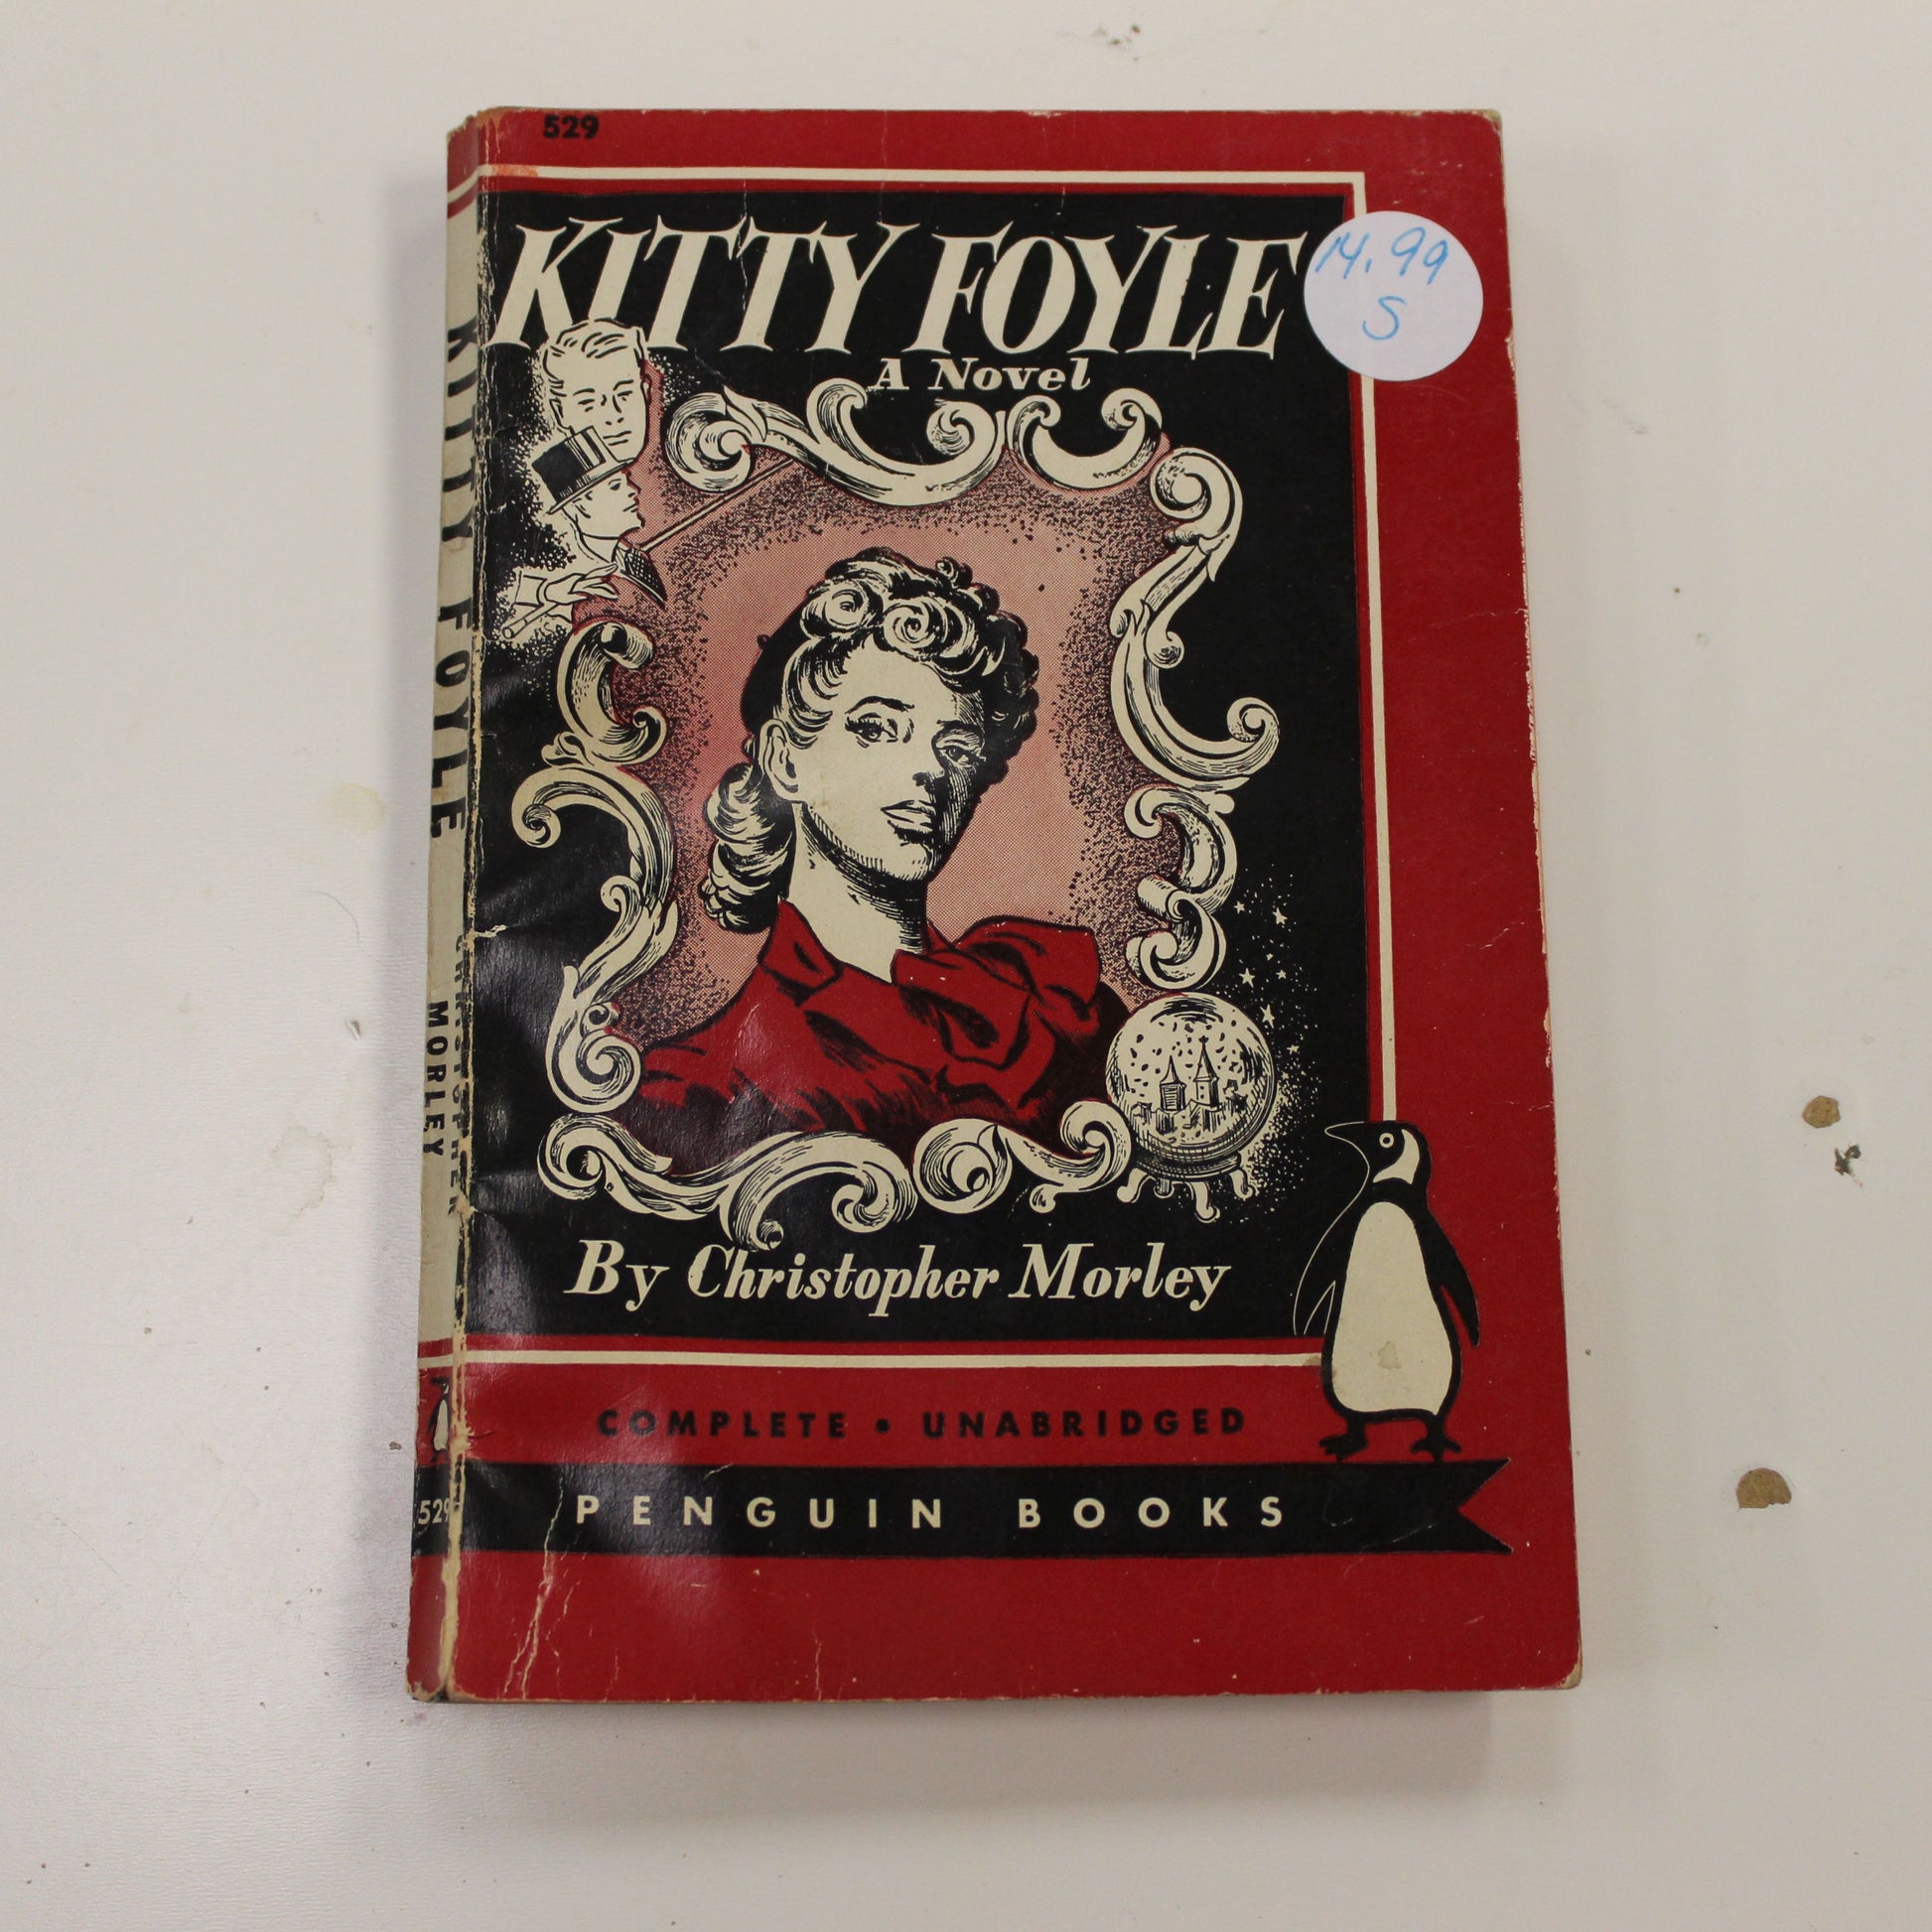 529
KITTY FOYLE
A Novel
14.99
S
By Christopher Morley
COMPLETE • UNABRIDGED
PENGUIN BOOKS
KITTY FOYLE
CHRISTOPHER
MORLEY
529